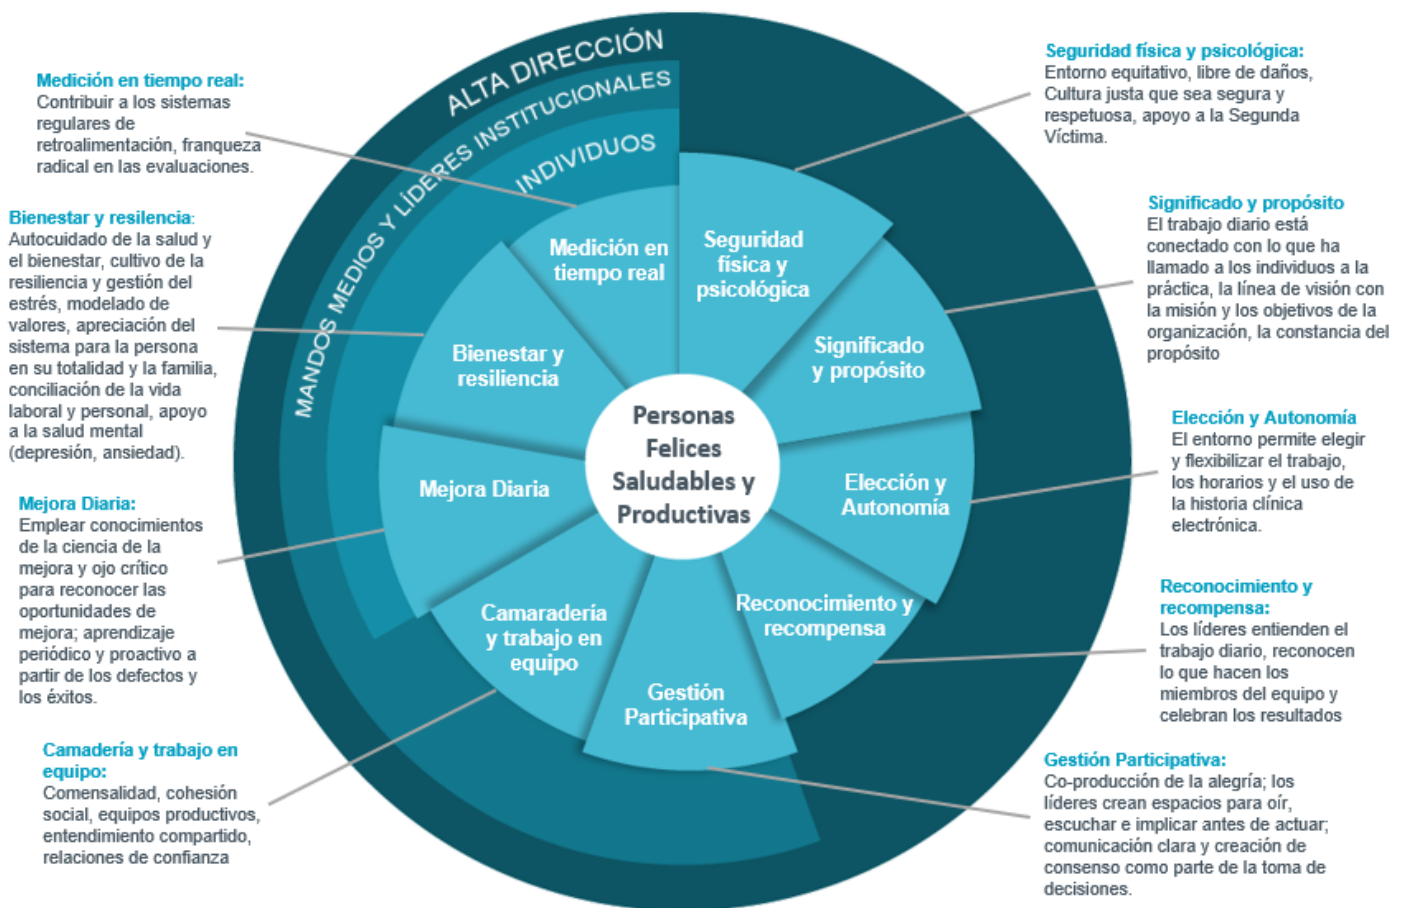 Medición en tiempo real:
Contribuir a los sistemas
regulares de
retroalimentación, franqueza
radical en las evaluaciones.
Bienestar y resilencia:
Autocuidado de la salud y
el bienestar, cultivo de la
resiliencia y gestión del
estrés, modelado de
valores, apreciación del
sistema para la persona
en su totalidad y la familia,
conciliación de la vida
laboral y personal, apoyo
a la salud mental
(depresión, ansiedad).
Mejora Diaria:
Emplear conocimientos
de la ciencia de la
mejora y ojo crítico
para reconocer las
oportunidades de
mejora; aprendizaje
periódico y proactivo a
partir de los defectos y
los éxitos.
Camadería y trabajo en
equipo:
Comensalidad, cohesión
social, equipos productivos,
entendimiento compartido,
relaciones de confianza
ALTA DIRECCIÓN
MANDOS MEDIOS Y LÍDERES INSTITUCIONALES
INDIVIDUOS
Medición en
tiempo real
Seguridad
física y
psicológica
Significado
y propósito
Elección y
Autonomía
Reconocimiento y
recompensa
Gestión
Participativa
Camaradería
y trabajo en
equipo
Mejora Diaria
Bienestar y
resiliencia
Personas
Felices
Saludables y
Productivas
Seguridad física y psicológica:
Entorno equitativo, libre de daños,
Cultura justa que sea segura y
respetuosa, apoyo a la Segunda
Víctima.
Significado y propósito
El trabajo diario está
conectado con lo que ha
llamado a los individuos a la
práctica, la línea de visión con
la misión y los objetivos de la
organización, la constancia del
propósito
Elección y Autonomía
El entorno permite elegir
y flexibilizar el trabajo,
los horarios y el uso de
la historia clínica
electrónica.
Reconocimiento y
recompensa:
Los líderes entienden el
trabajo diario, reconocen
lo que hacen los
miembros del equipo y
celebran los resultados
Gestión Participativa:
Co-producción de la alegría; los
líderes crean espacios para oír,
escuchar e implicar antes de actuar;
comunicación clara y creación de
consenso como parte de la toma de
decisiones.